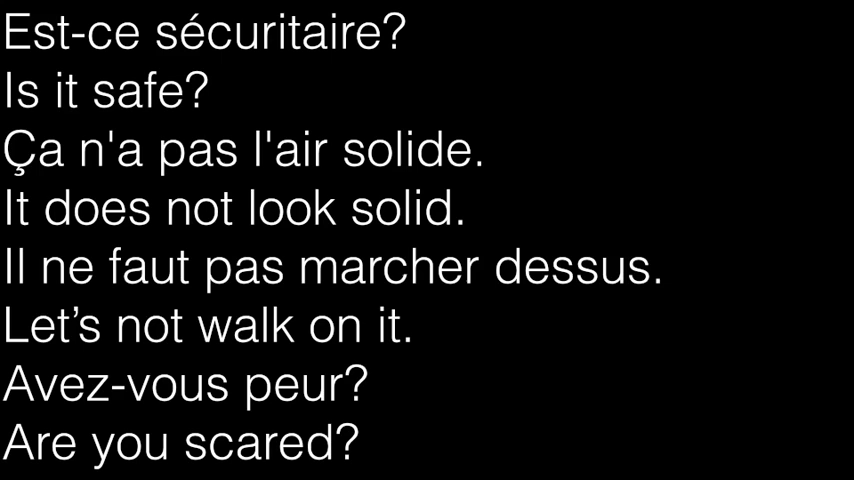 Est-ce sécuritaire?
Is it safe?
Ça n'a pas l'air solide.
It does not look solid.
Il ne faut pas marcher dessus.
Let’s not walk on it.
Avez-vous peur?
Are you scared?